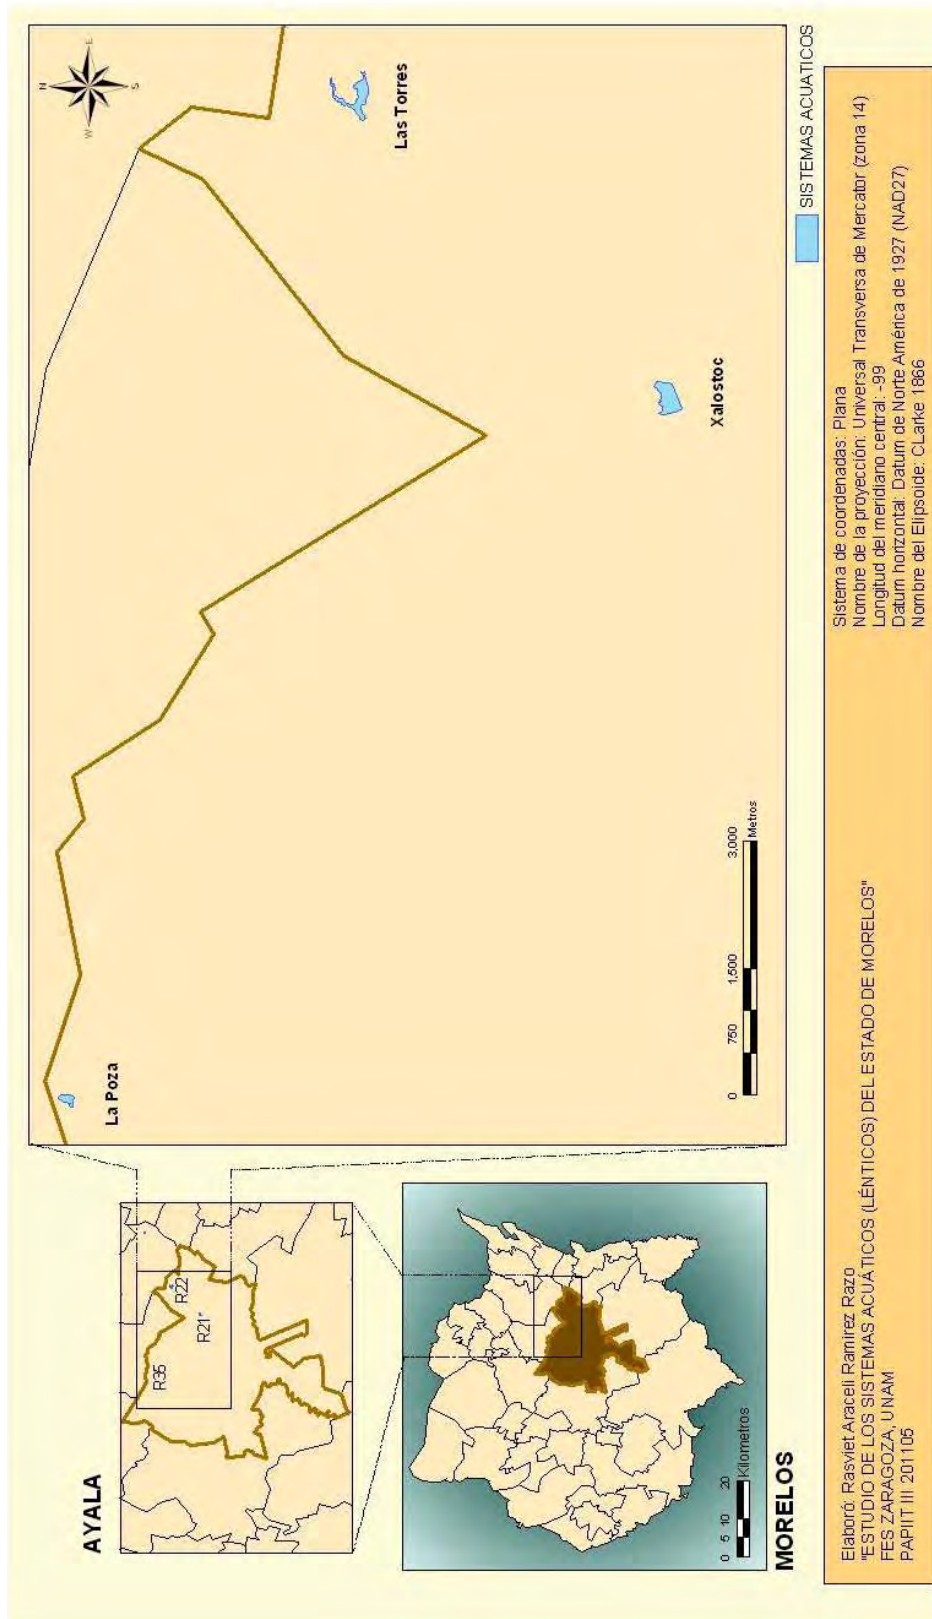 AYALA
R35
R22
R21
MORELOS
0 5 10 20
Kilometros
N
W
E
S
La Poza
Las Torres
Xalostoc
0 750 1,500 3,000
Metros
SISTEMAS ACUATICOS
Elaboró: Rasviet Araceli Ramírez Razo
"ESTUDIO DE LOS SISTEMAS ACUÁTICOS (LÉNTICOS) DEL ESTADO DE MORELOS"
FES ZARAGOZA, UNAM
PAPIIT III 201105
Sistema de coordenadas: Plana
Nombre de la proyección: Universal Transversa de Mercator (zona 14)
Longitud del meridiano central: -99
Datum horizontal: Datum de Norte América de 1927 (NAD27)
Nombre del Elipsoide: CLarke 1866